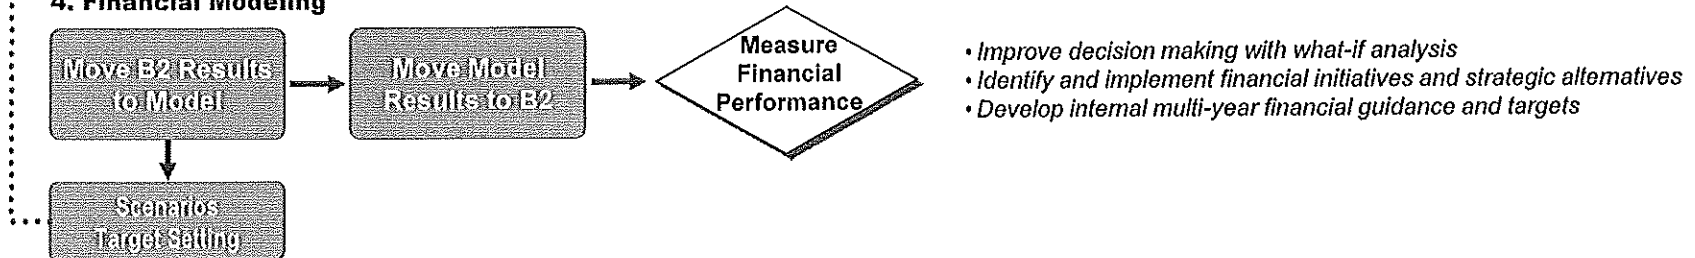 4. Financial Modeling
Move B2 Results
to Model
Move Model
Results to B2
Measure
Financial
Performance
• Improve decision making with what-if analysis
• Identify and implement financial initiatives and strategic alternatives
• Develop internal multi-year financial guidance and targets
Scenarios
Target Setting